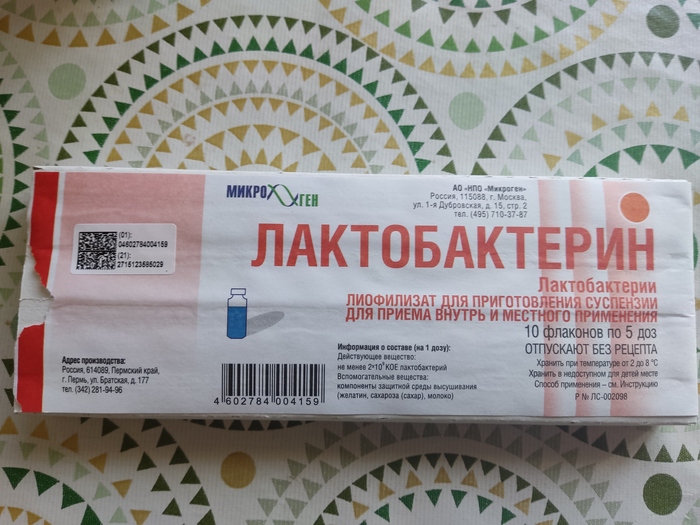 МИКРОГЕН
АО «НПО «Микроген»
Россия, 115088, г. Москва,
ул. 1-я Дубровская, д. 15, стр. 2
тел. (495) 710-37-87
(01):
04602784004159
(21):
2715123585029
ЛАКТОБАКТЕРИН
Лактобактерии
ЛИОФИЛИЗАТ ДЛЯ ПРИГОТОВЛЕНИЯ СУСПЕНЗИИ
ДЛЯ ПРИЕМА ВНУТРЬ И МЕСТНОГО ПРИМЕНЕНИЯ
10 флаконов по 5 доз
ОТПУСКАЮТ БЕЗ РЕЦЕПТА
Хранить при температуре от 2 до 8 °С
Хранить в недоступном для детей месте
Способ применения – см. Инструкцию
Р № ЛС-002098
Информация о составе (на 1 дозу):
Действующее вещество:
не менее 2*10⁹ КОЕ лактобактерий
Вспомогательные вещества:
компоненты защитной среды высушивания
(желатин, сахароза (сахар), молоко)
4 602784 004159
Адрес производства:
Россия, 614089, Пермский край,
г. Пермь, ул. Братская, д. 177
тел. (342) 281-94-96